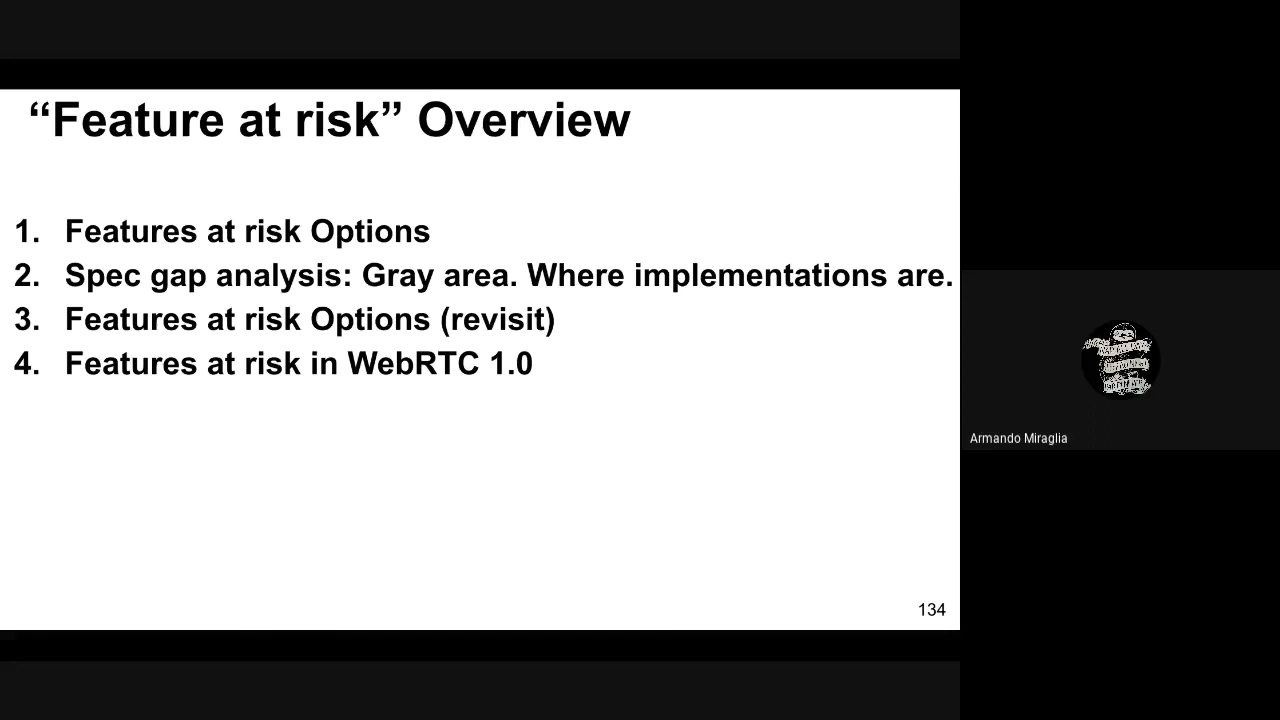 “Feature at risk” Overview
1. Features at risk Options
2. Spec gap analysis: Gray area. Where implementations are.
3. Features at risk Options (revisit)
4. Features at risk in WebRTC 1.0
134
Armando Miraglia